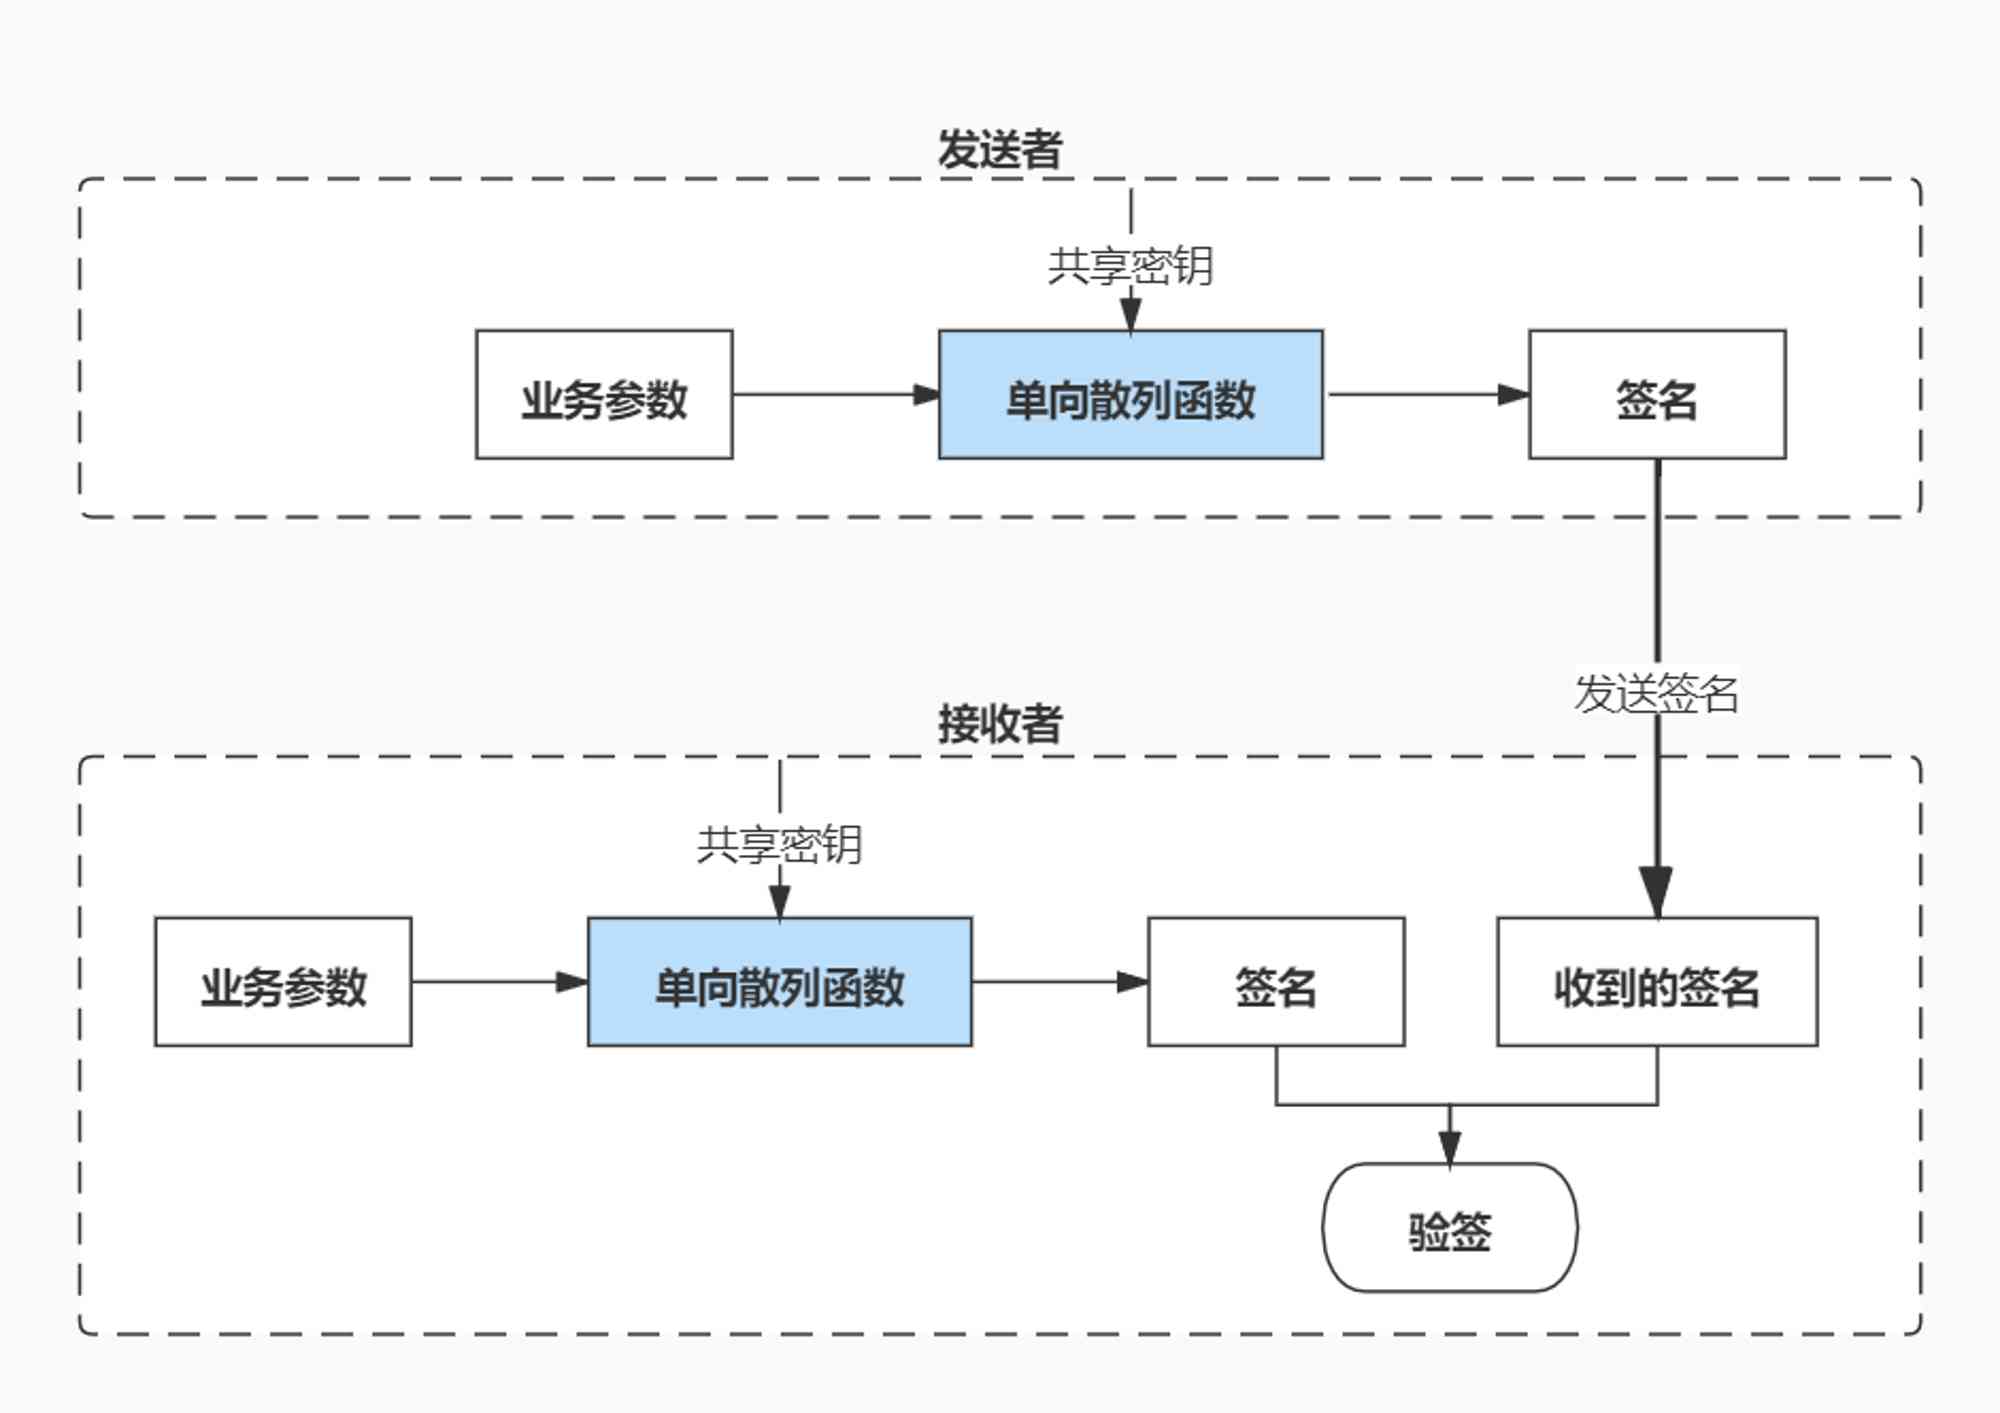 发送者
共享密钥
业务参数
单向散列函数
签名
发送签名
接收者
共享密钥
业务参数
单向散列函数
签名
收到的签名
验签